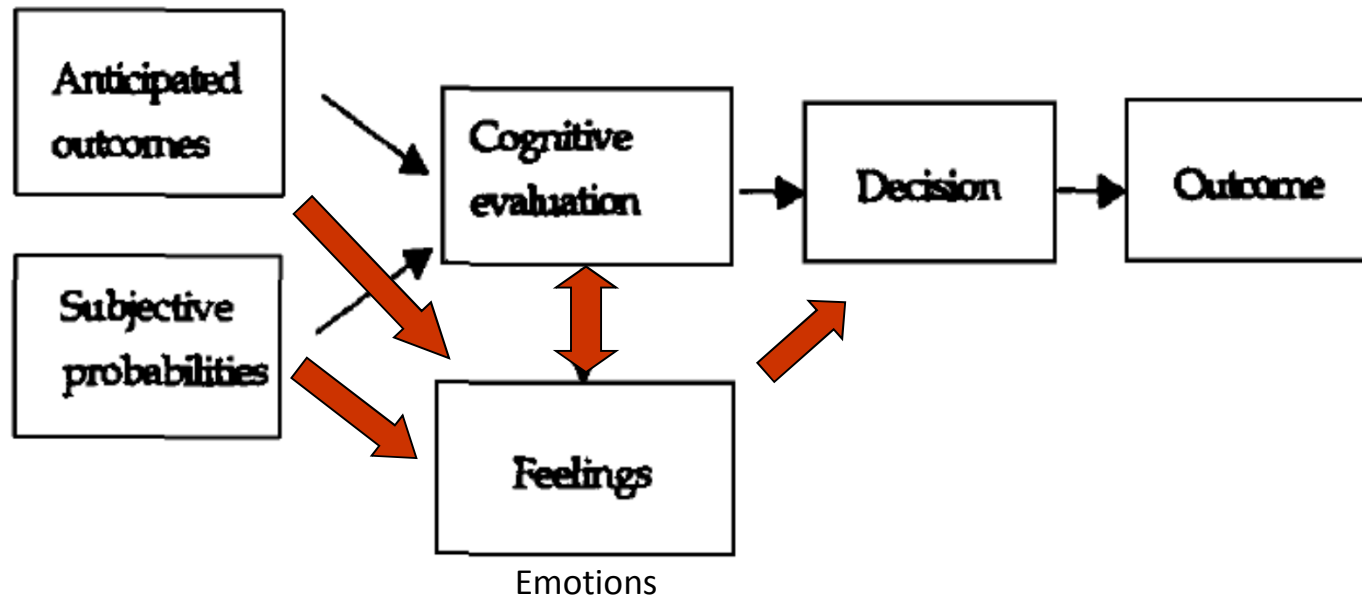 Anticipated
outcomes
Subjective
probabilities
Cognitive
evaluation
Decision
Outcome
Feelings
Emotions